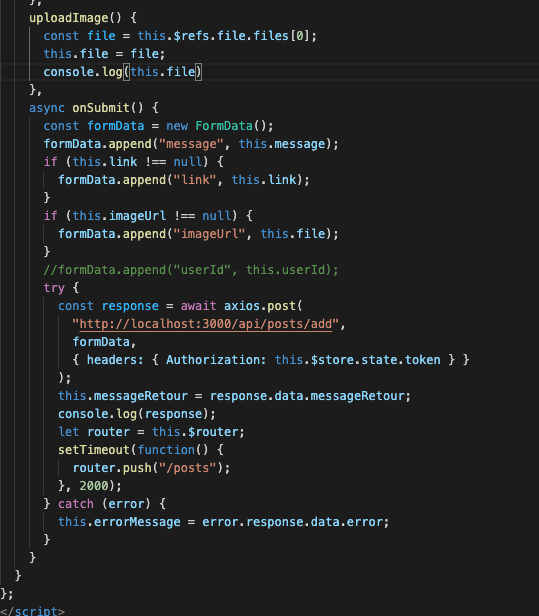 },
uploadImage() {
const file = this.$refs.file.files[0];
this.file = file;
console.log(this.file)
},
async onSubmit() {
const formData = new FormData();
formData.append("message", this.message);
if (this.link !== null) {
formData.append("link", this.link);
}
if (this.imageUrl !== null) {
formData.append("imageUrl", this.file);
}
//formData.append("userId", this.userId);
try {
const response = await axios.post(
"http://localhost:3000/api/posts/add",
formData,
{ headers: { Authorization: this.$store.state.token } }
);
this.messageRetour = response.data.messageRetour;
console.log(response);
let router = this.$router;
setTimeout(function() {
router.push("/posts");
}, 2000);
} catch (error) {
this.errorMessage = error.response.data.error;
}
}
}
};
</script>